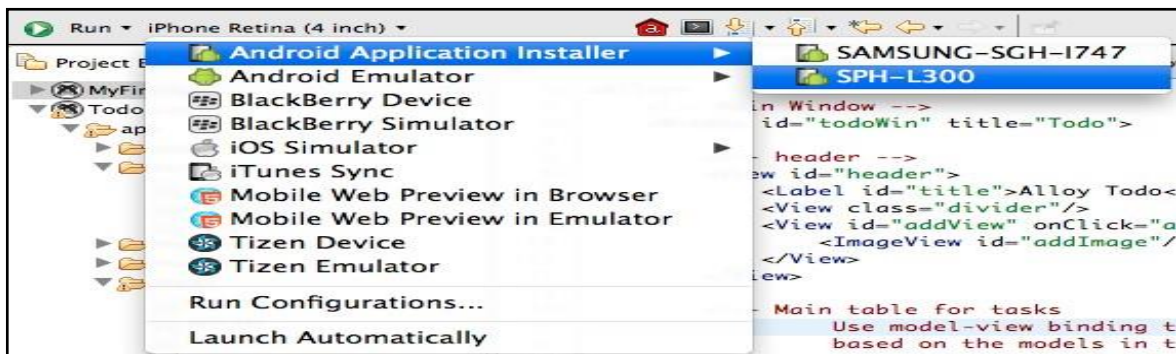 Run iPhone Retina (4 inch)
Project E
MyFir
Todo
ap
Android Application Installer
Android Emulator
BlackBerry Device
BlackBerry Simulator
iOS Simulator
iTunes Sync
Mobile Web Preview in Browser
Mobile Web Preview in Emulator
Tizen Device
Tizen Emulator
Run Configurations...
Launch Automatically
SAMSUNG-SGH-I747
SPH-L300
in Window -->
id="todoWin" title="Todo">
header -->
ew id="header">
<Label id="title">Alloy Todo<
<View class="divider"/>
<View id="addView" onClick="a
<ImageView id="addImage"/
</View>
iew>
- Main table for tasks
Use model-view binding t
based on the models in t